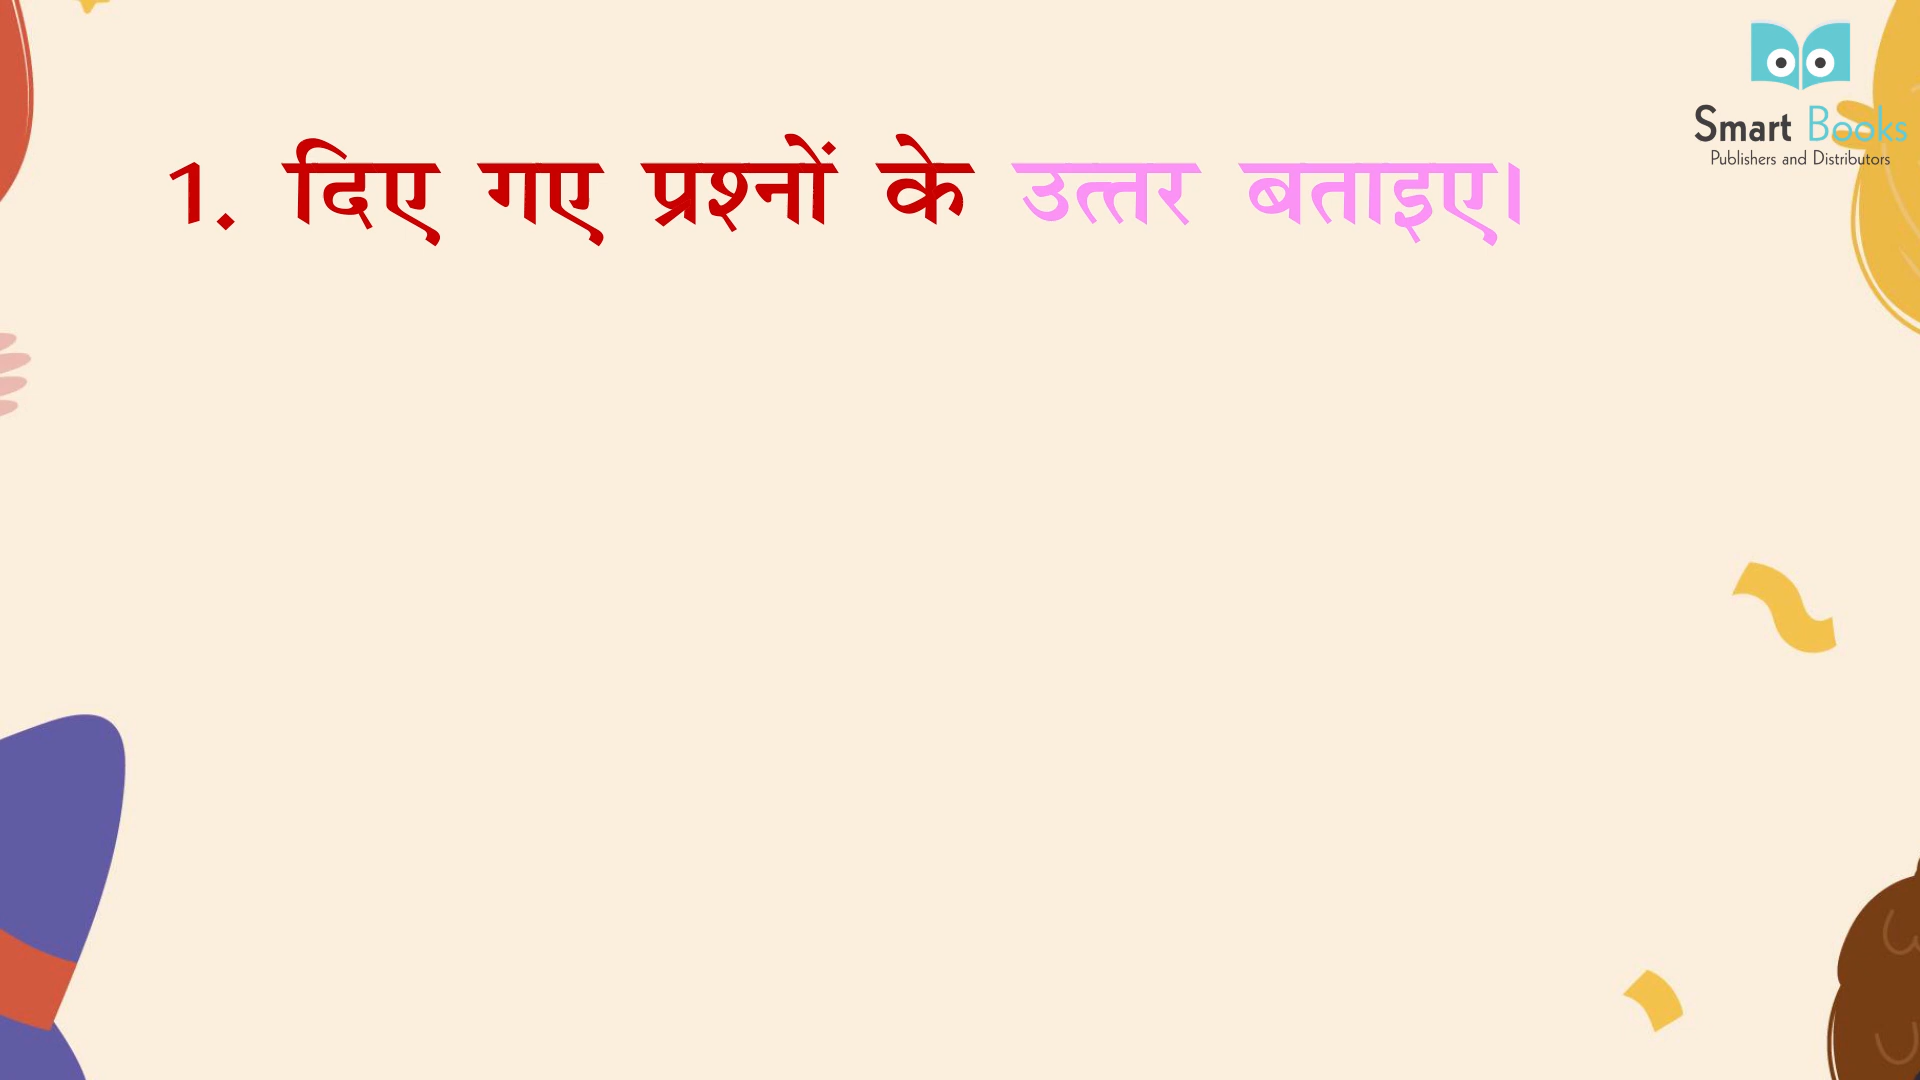 Smart Books
Publishers and Distributors
1. दिए गए प्रश्नों के उत्तर बताइए।